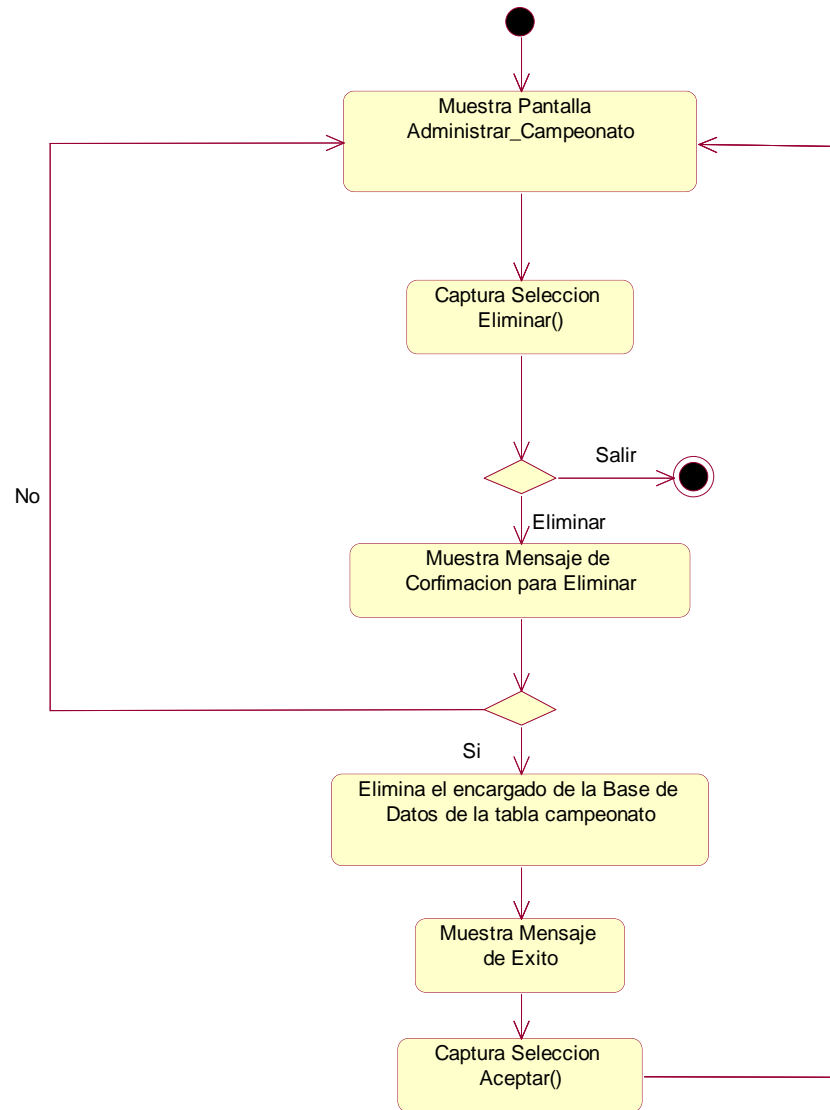 Muestra Pantalla
Administrar_Campeonato
Captura Seleccion
Eliminar()
Salir
No
Eliminar
Muestra Mensaje de
Corfimacion para Eliminar
Si
Elimina el encargado de la Base de
Datos de la tabla campeonato
Muestra Mensaje
de Exito
Captura Seleccion
Aceptar()